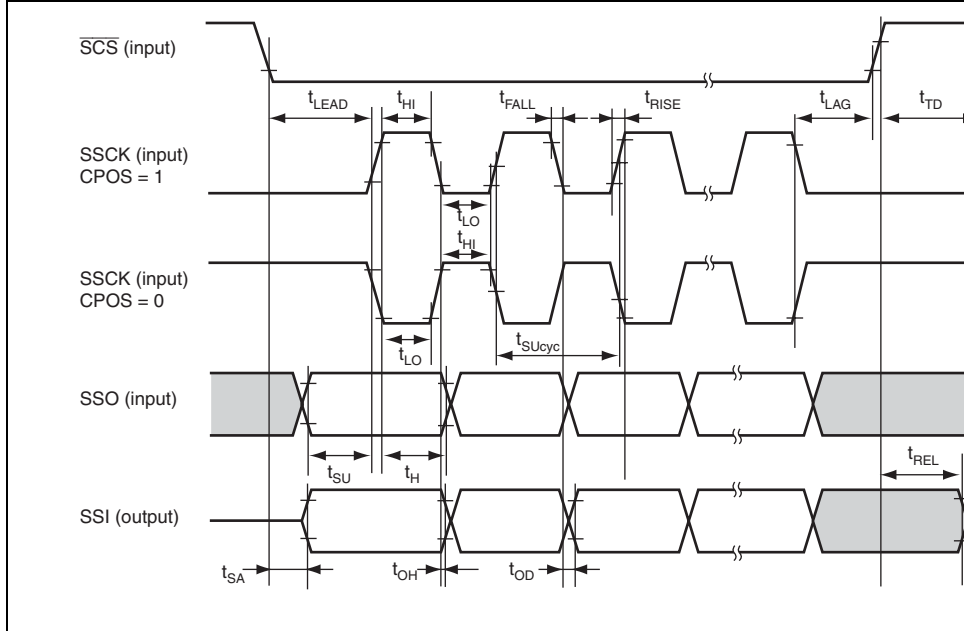 SCS (input)
tLEAD tHI tFALL tRISE tLAG tTD
SSCK (input)
CPOS = 1
tLO
tHI
SSCK (input)
CPOS = 0
tLO tSUcyc
SSO (input)
tSU tH tREL
SSI (output)
tSA tOH tOD